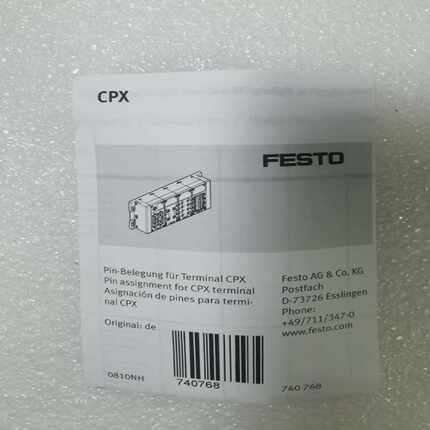 CPX
FESTO
Pin-Belegung für Terminal CPX
Pin assignment for CPX terminal
Asignación de pines para termi-
nal CPX
Original: de
0810NH
740768
Festo AG & Co. KG
Postfach
D-73726 Esslingen
Phone:
+49/711/347-0
www.festo.com
740 768